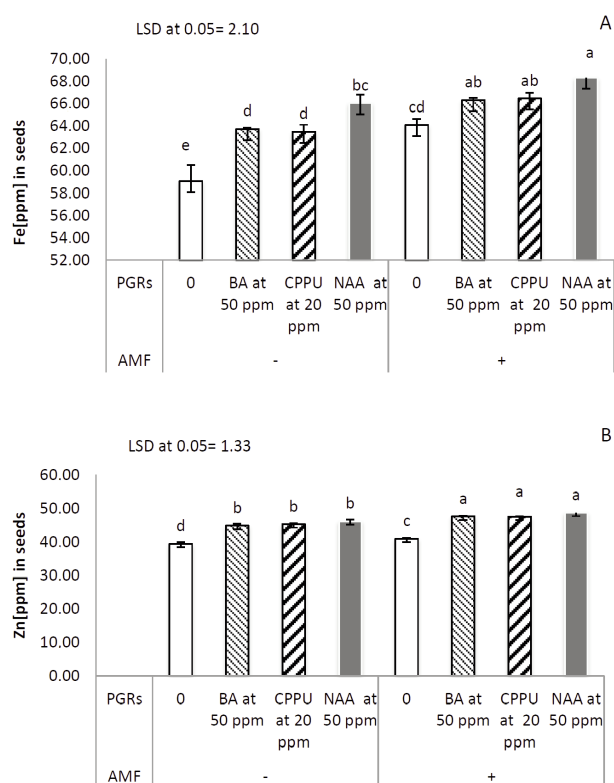 LSD at 0.05= 2.10
A
Fe[ppm] in seeds
70.00
68.00
66.00
64.00
62.00
60.00
58.00
56.00
54.00
52.00
e
d
d
bc
cd
ab
ab
a
PGRs
0
BA at
50 ppm
CPPU
at 20
ppm
NAA at
50 ppm
0
BA at
50 ppm
CPPU
at 20
ppm
NAA at
50 ppm
AMF
-
+
LSD at 0.05= 1.33
B
Zn[ppm] in seeds
60.00
50.00
40.00
30.00
20.00
10.00
0.00
d
b
b
b
c
a
a
a
PGRs
0
BA at
50 ppm
CPPU
at 20
ppm
NAA at
50 ppm
0
BA at
50 ppm
CPPU
at 20
ppm
NAA at
50 ppm
AMF
-
+